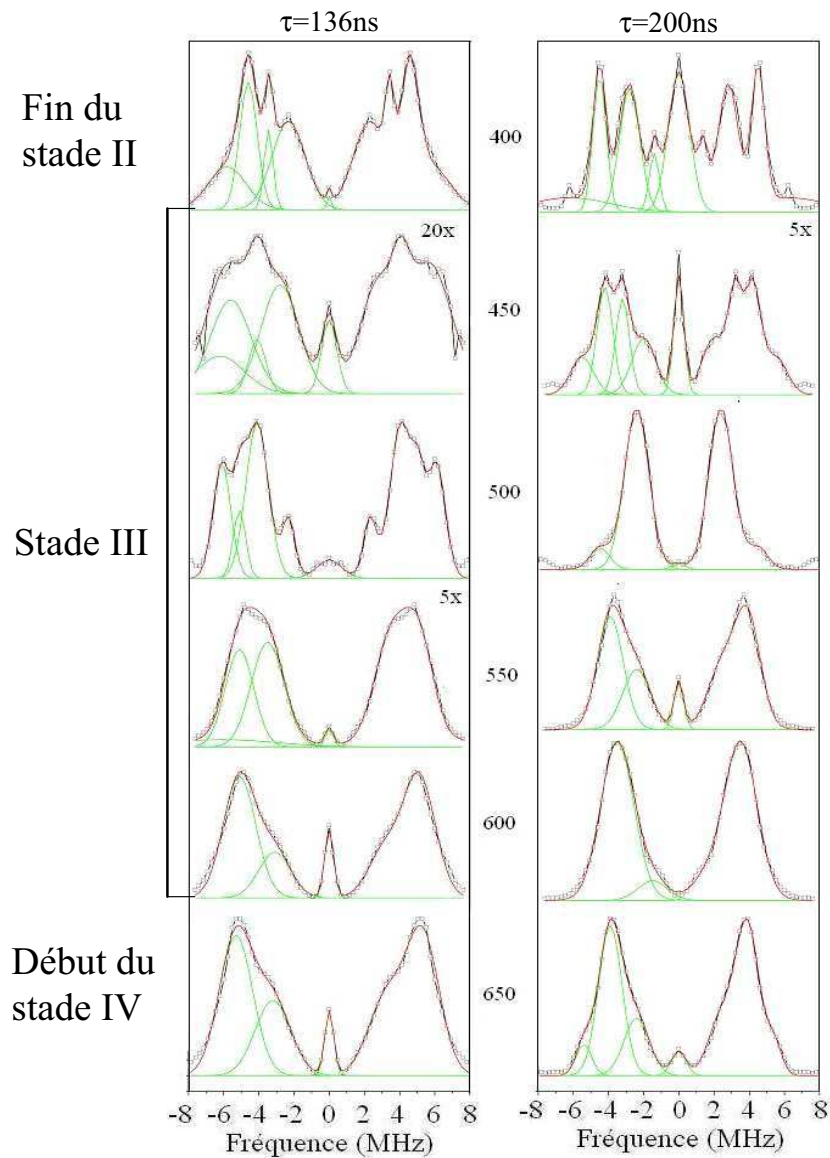 τ=136ns
τ=200ns
Fin du
stade II
400
20x
5x
450
Stade III
500
5x
550
600
Début du
stade IV
650
-8 -6 -4 -2 0 2 4 6 8
-8 -6 -4 -2 0 2 4 6 8
Fréquence (MHz)
Fréquence (MHz)